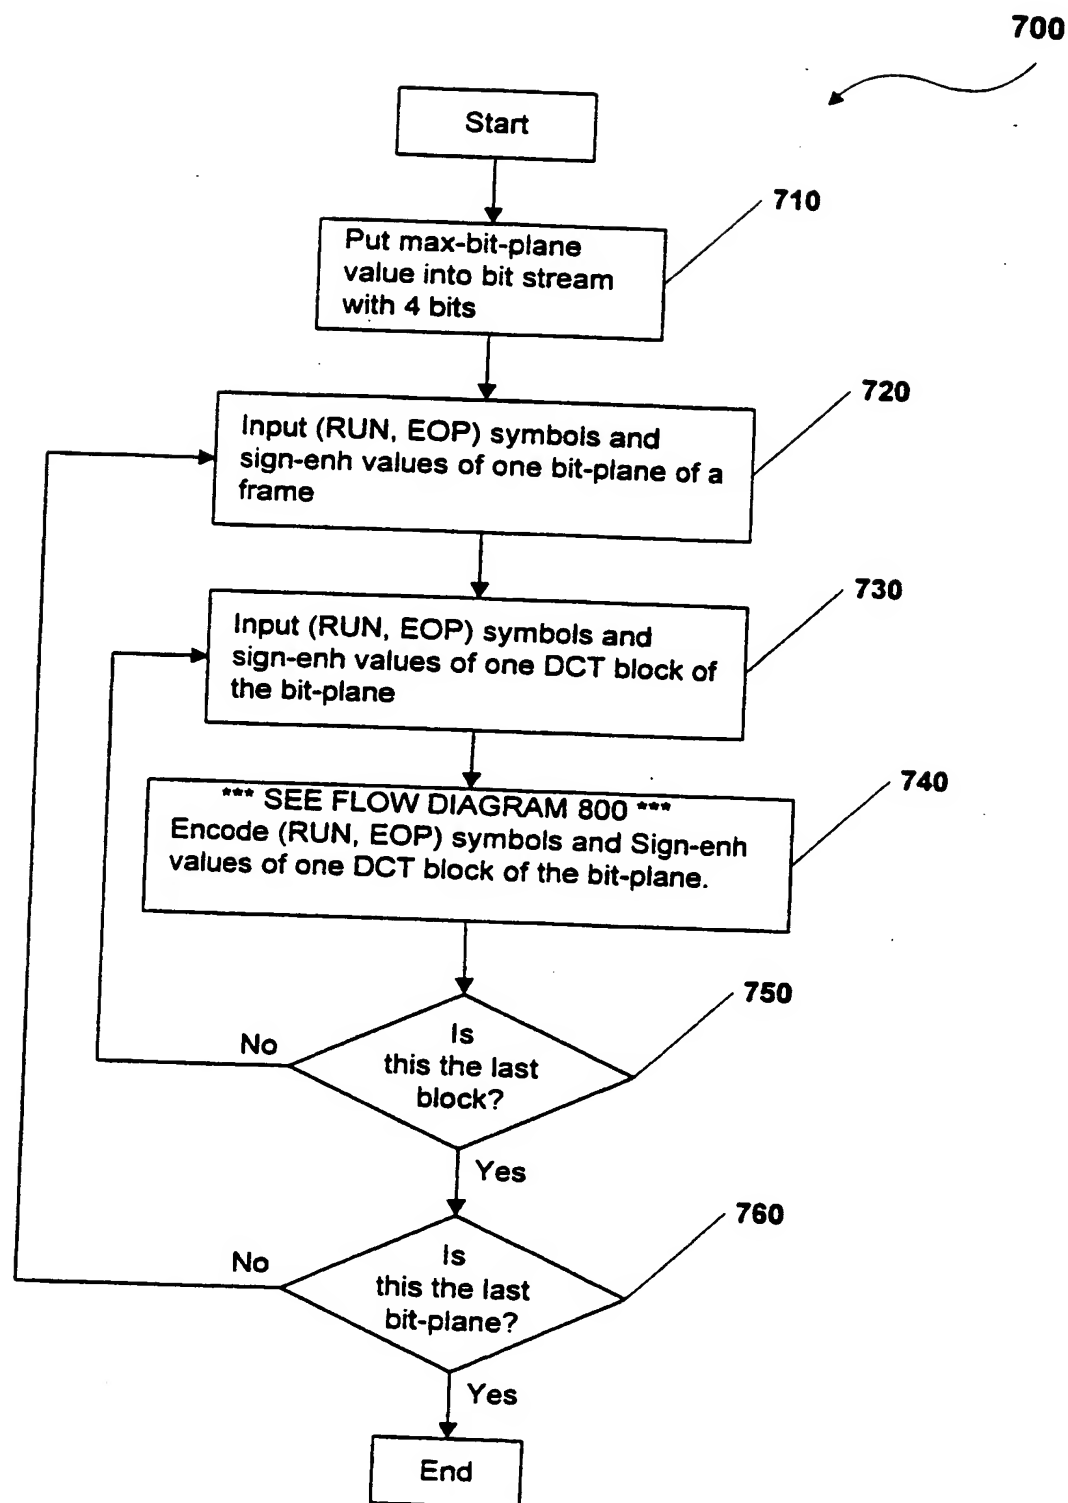 700
Start
710
Put max-bit-plane
value into bit stream
with 4 bits
720
Input (RUN, EOP) symbols and
sign-enh values of one bit-plane of a
frame
730
Input (RUN, EOP) symbols and
sign-enh values of one DCT block of
the bit-plane
740
*** SEE FLOW DIAGRAM 800 ***
Encode (RUN, EOP) symbols and Sign-enh
values of one DCT block of the bit-plane.
750
Is
this the last
block?
No
Yes
760
Is
this the last
bit-plane?
No
Yes
End